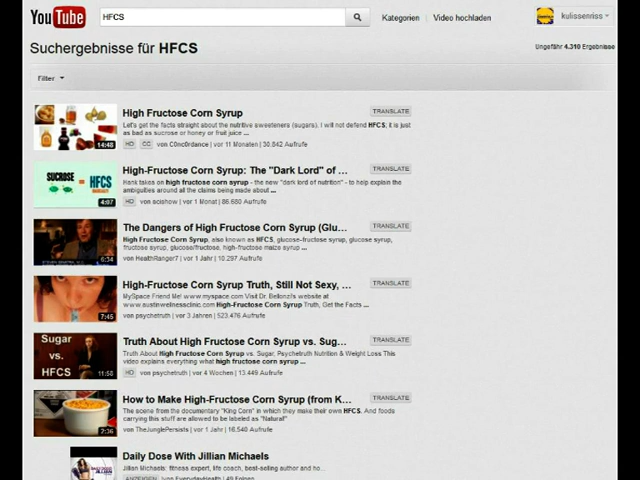 YouTube
HFCS
Kategorien
Video hochladen
kulissenriss
Suchergebnisse für HFCS
Ungefähr 4.310 Ergebnisse
Filter
High Fructose Corn Syrup
TRANSLATE
Let's get the facts straight about the nutritive sweeteners (sugars). I will not defend HFCS; it is just
as bad as sucrose or honey or fruit juice ...
14:48
HD CC von C0nc0rdance | vor 11 Monaten | 30.842 Aufrufe
High-Fructose Corn Syrup: The "Dark Lord" of ...
TRANSLATE
SUCROSE = HFCS
Hank takes on high fructose corn syrup - the new "dark lord of nutrition" - to help explain the
ambiguities around all the claims being made about ...
4:07
HD von scishow | vor 1 Monat | 86.680 Aufrufe
The Dangers of High Fructose Corn Syrup (Glu...
TRANSLATE
High Fructose Corn Syrup, also known as HFCS, glucose-fructose syrup, glucose syrup,
fructose syrup, glucose/fructose, high-fructose maize syrup ...
6:34
von HealthRanger7 | vor 1 Jahr | 10.297 Aufrufe
High-Fructose Corn Syrup Truth, Still Not Sexy, ...
TRANSLATE
MySpace Friend Me! www.myspace.com Visit Dr. Bellonzi's website at
www.austinwellnessclinic.com High-Fructose Corn Syrup Truth, Get the Facts ...
7:45
von psychetruth | vor 3 Jahren | 523.476 Aufrufe
Truth About High Fructose Corn Syrup vs. Sug...
TRANSLATE
Sugar
vs.
HFCS
Truth About High Fructose Corn Syrup vs. Sugar, Psychetruth Nutrition & Weight Loss This
video explains everything what high fructose corn syrup ...
11:58
HD von psychetruth | vor 4 Wochen | 13.449 Aufrufe
How to Make High-Fructose Corn Syrup (from K...
TRANSLATE
The scene from the documentary "King Corn" in which they make their own HFCS. And foods
carrying this stuff are allowed to be labeled as "Natural"
2:36
von TheJunglePersists | vor 1 Jahr | 16.540 Aufrufe
Daily Dose With Jillian Michaels
Jillian Michaels: fitness expert, life coach, best-selling author and ho...
ANZEIGEN von EverydayHealth | 49 Folgen